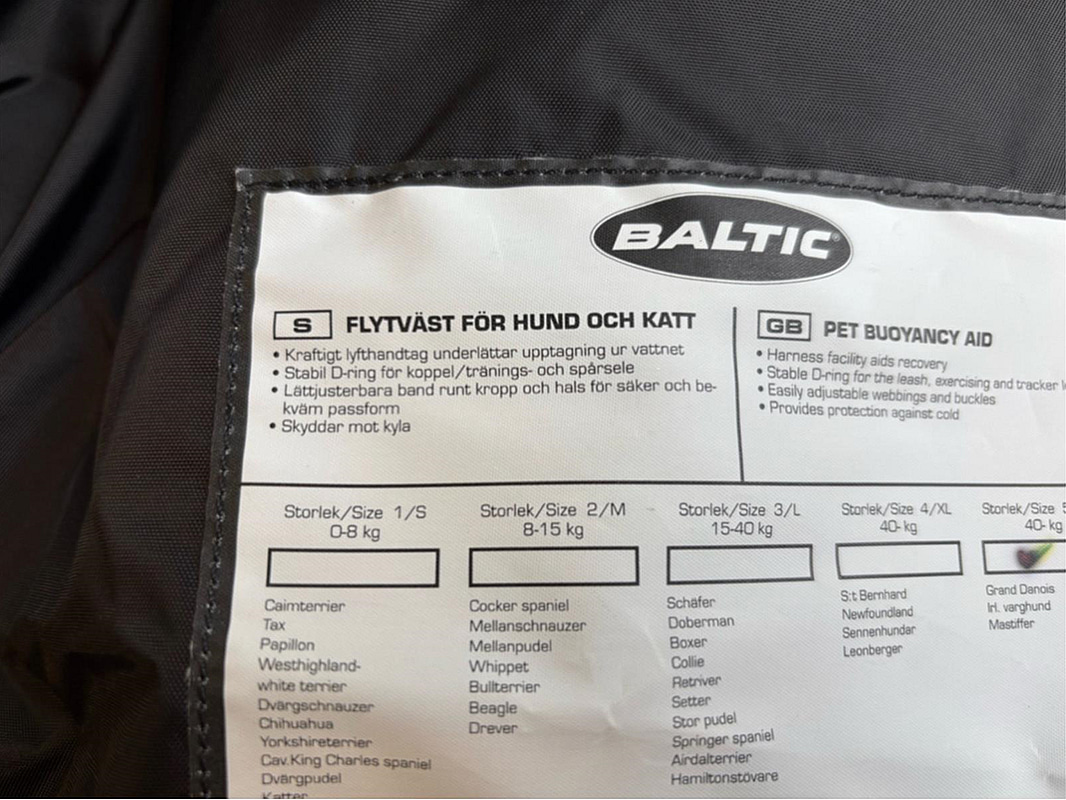 BALTIC
S FLYTVÄST FÖR HUND OCH KATT
• Kraftigt lyfthandtag underlättar upptagning ur vattnet
• Stabil D-ring för koppel/tränings- och spårsele
• Lättjusterbara band runt kropp och hals för säker och be-
kväm passform
• Skyddar mot kyla
GB PET BUOYANCY AID
• Harness facility aids recovery
• Stable D-ring for the leash, exercising and tracker
• Easily adjustable webbings and buckles
• Provides protection against cold
Storlek/Size 1/S
0-8 kg
Cairnterrier
Tax
Papillon
Westhighland-
white terrier
Dvärgschnauzer
Chihuahua
Yorkshireterrier
Cav.King Charles spaniel
Dvärgpudel
Katter
Storlek/Size 2/M
8-15 kg
Cocker spaniel
Mellanschnauzer
Mellanpudel
Whippet
Bullterrier
Beagle
Drever
Storlek/Size 3/L
15-40 kg
Schäfer
Doberman
Boxer
Collie
Retriver
Setter
Stor pudel
Springer spaniel
Airdalterrier
Hamiltonstövare
Storlek/Size 4/XL
40- kg
S:t Bernhard
Newfoundland
Sennenhundar
Leonberger
Storlek/Size 5
40- kg
Grand Danois
Irl. varghund
Mastiffer